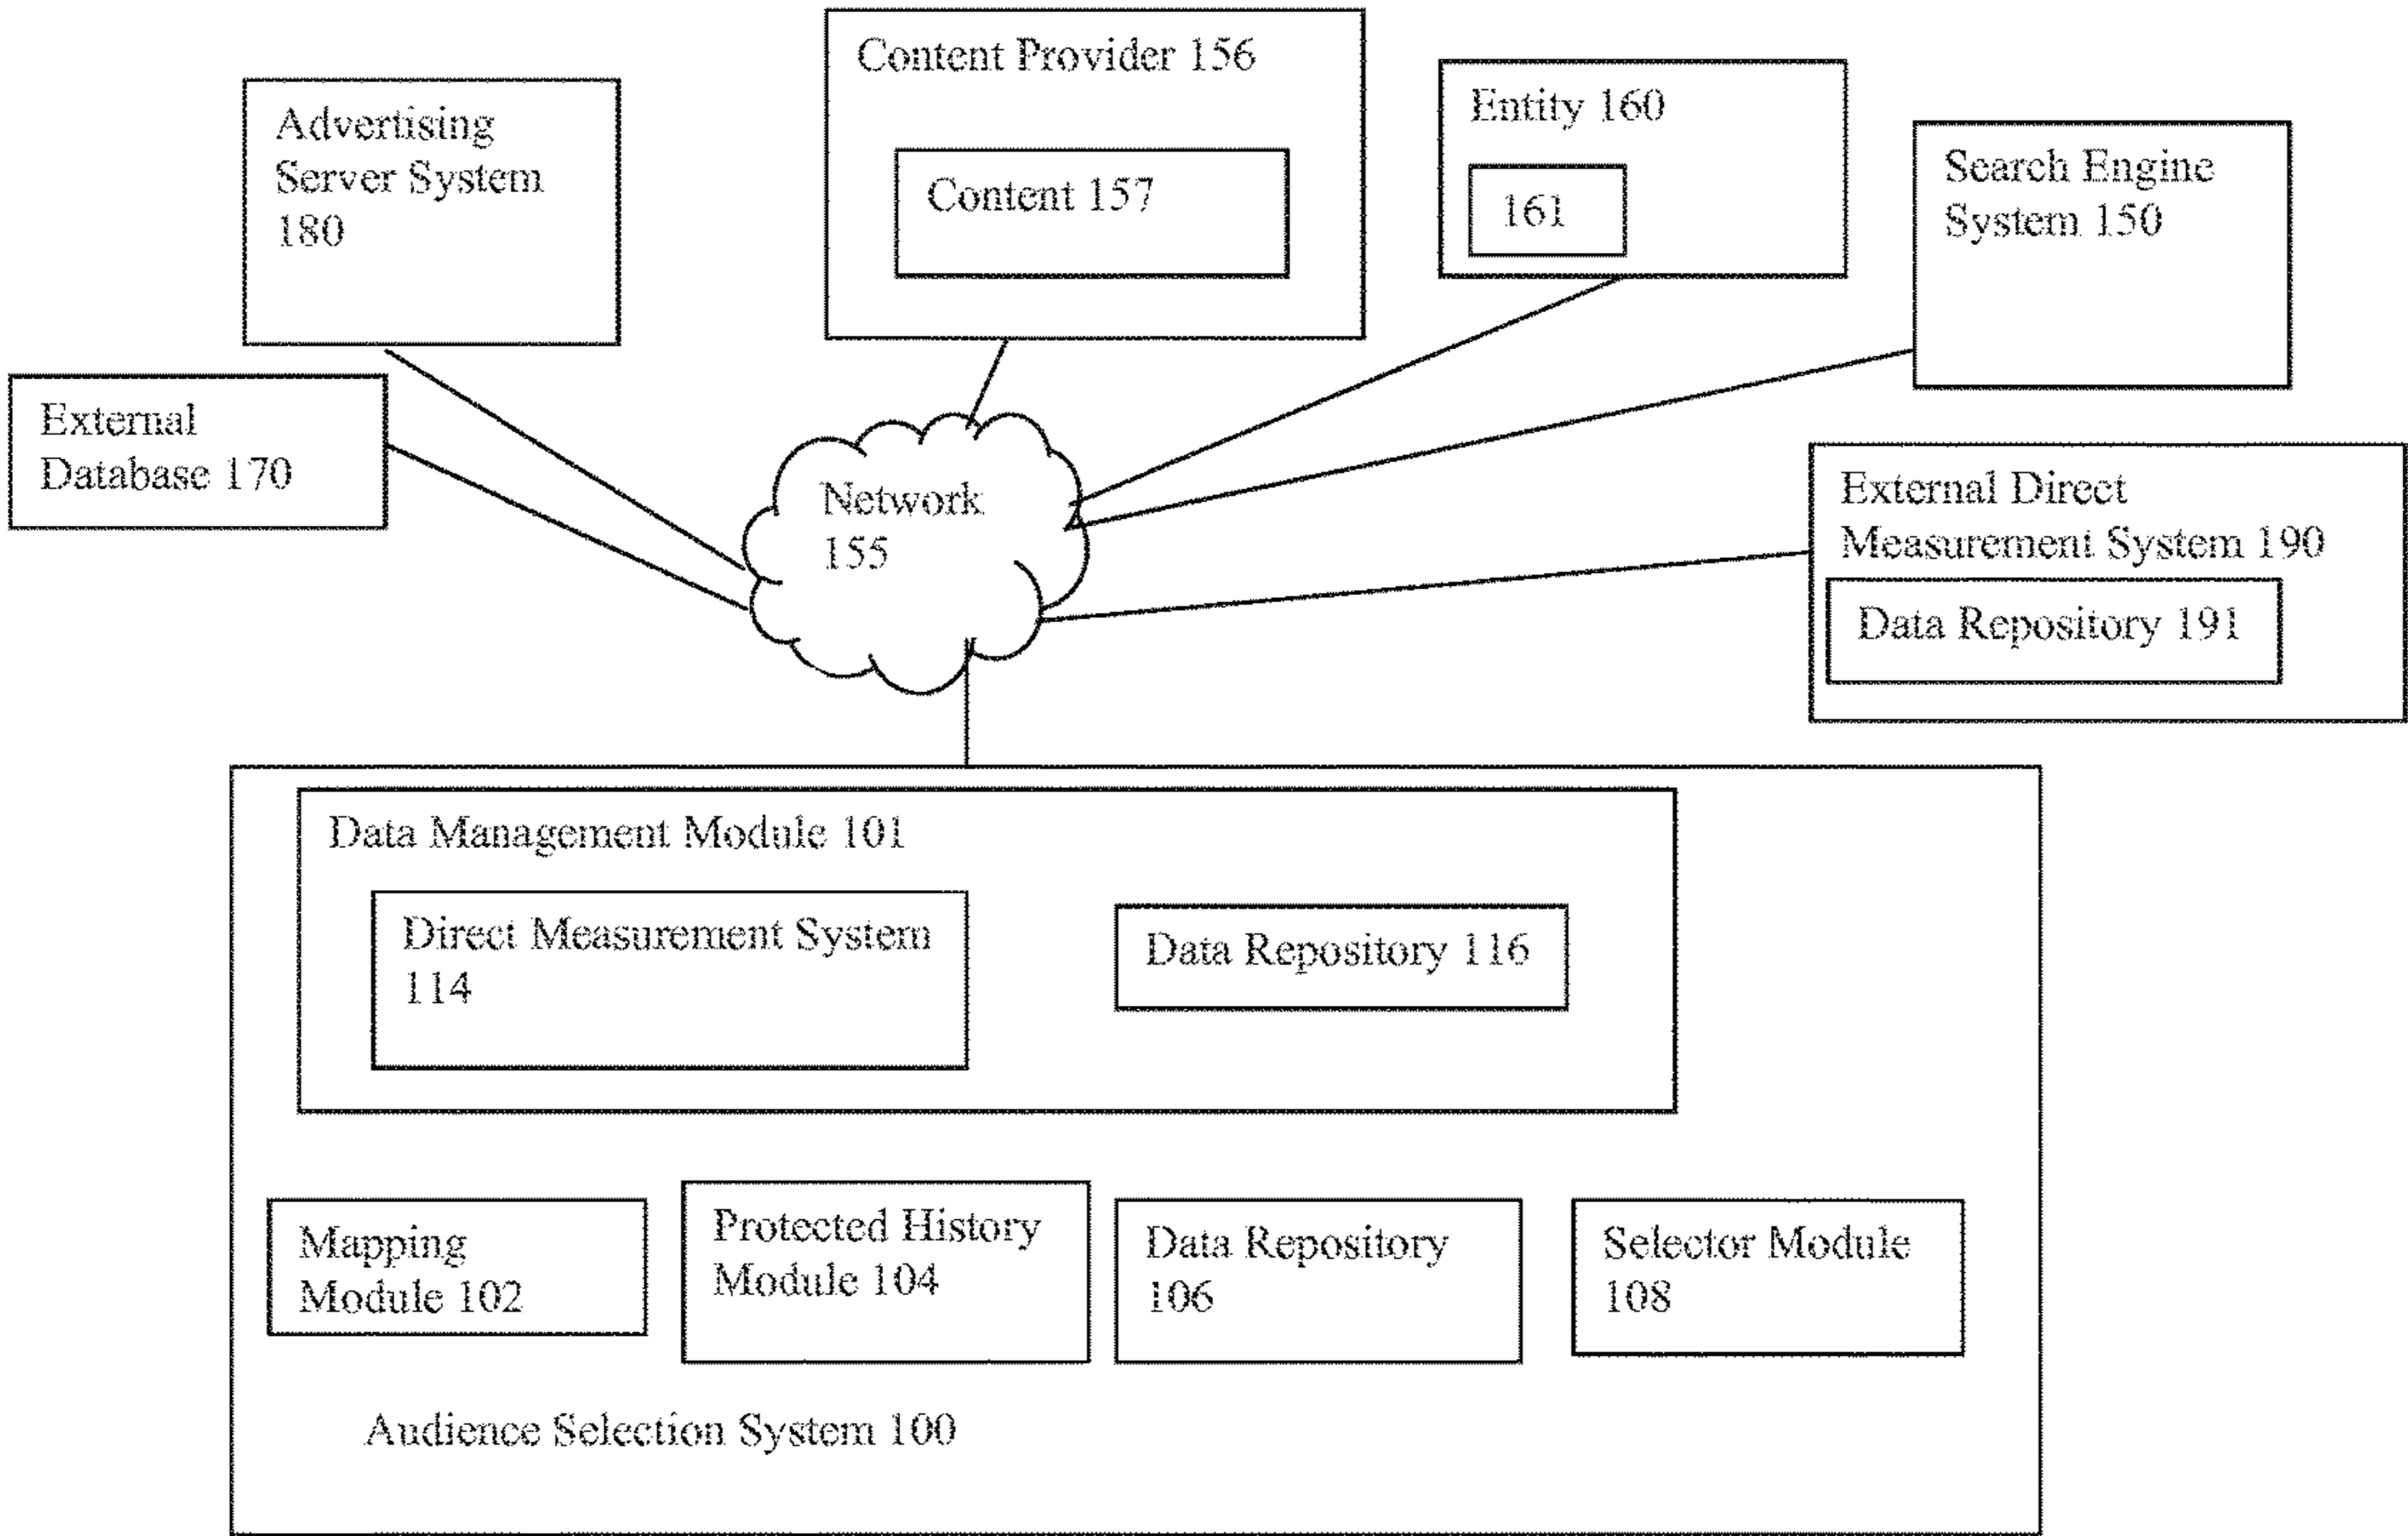 Content Provider 156
Content 157
Advertising
Server System
180
Entity 160
161
Search Engine
System 150
External
Database 170
Network
155
External Direct
Measurement System 190
Data Repository 191
Data Management Module 101
Direct Measurement System
114
Data Repository 116
Mapping
Module 102
Protected History
Module 104
Data Repository
106
Selector Module
108
Audience Selection System 100